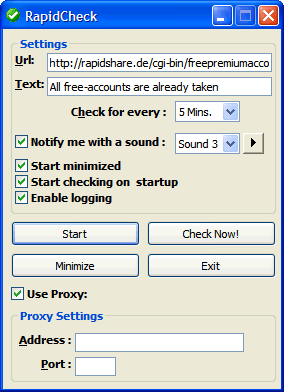 RapidCheck
Settings
Url: http://rapidshare.de/cgi-bin/freepremiumacco
Text: All free-accounts are already taken
Check for every : 5 Mins.
Notify me with a sound : Sound 3
Start minimized
Start checking on startup
Enable logging
Start Check Now!
Minimize Exit
Use Proxy:
Proxy Settings
Address :
Port :